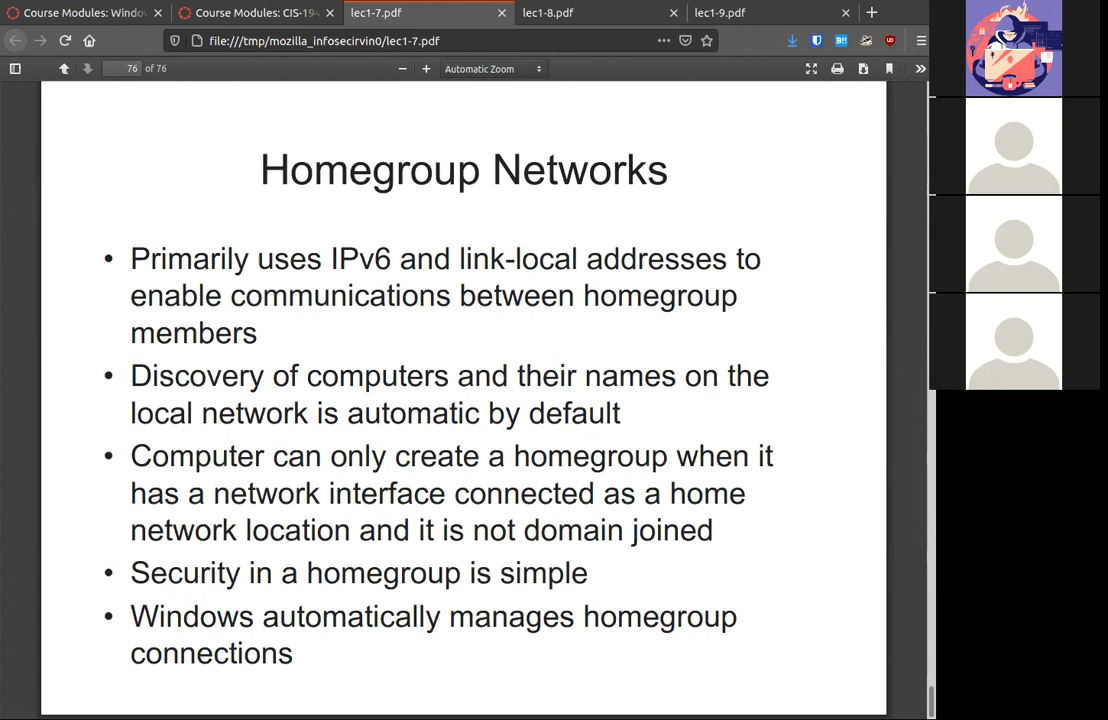 Course Modules: Windov
Course Modules: CIS-194
lec1-7.pdf
lec1-8.pdf
lec1-9.pdf
file:///tmp/mozilla_infosecirvin0/lec1-7.pdf
76 of 76
Automatic Zoom
Homegroup Networks
• Primarily uses IPv6 and link-local addresses to
enable communications between homegroup
members
• Discovery of computers and their names on the
local network is automatic by default
• Computer can only create a homegroup when it
has a network interface connected as a home
network location and it is not domain joined
• Security in a homegroup is simple
• Windows automatically manages homegroup
connections